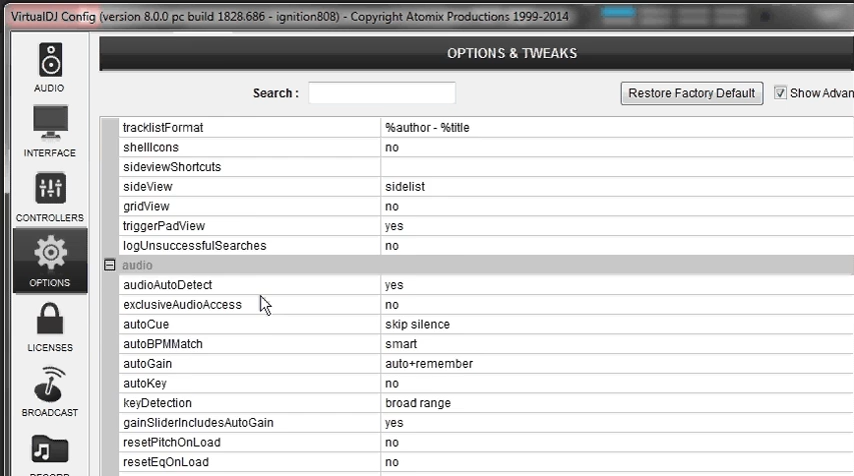 VirtualDJ Config (version 8.0.0 pc build 1828.686 - ignition808) - Copyright Atomix Productions 1999-2014
OPTIONS & TWEAKS
Search :
Restore Factory Default
Show Advan
AUDIO
INTERFACE
CONTROLLERS
OPTIONS
LICENSES
BROADCAST
RECORD
tracklistFormat %author - %title
shellIcons no
sideviewShortcuts
sideView sidelist
gridView no
triggerPadView yes
logUnsuccessfulSearches no
audio
audioAutoDetect yes
exclusiveAudioAccess no
autoCue skip silence
autoBPMMatch smart
autoGain auto+remember
autoKey no
keyDetection broad range
gainSliderIncludesAutoGain yes
resetPitchOnLoad no
resetEqOnLoad no